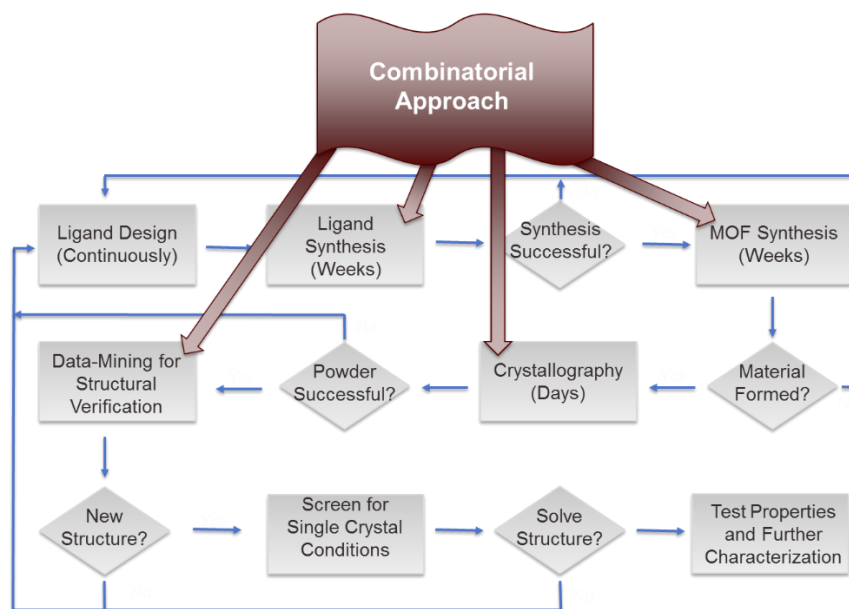 Combinatorial
Approach
Ligand Design
(Continuously)
Ligand
Synthesis
(Weeks)
Synthesis
Successful?
MOF Synthesis
(Weeks)
Data-Mining for
Structural
Verification
Powder
Successful?
Crystallography
(Days)
Material
Formed?
New
Structure?
Screen for
Single Crystal
Conditions
Solve
Structure?
Test Properties
and Further
Characterization